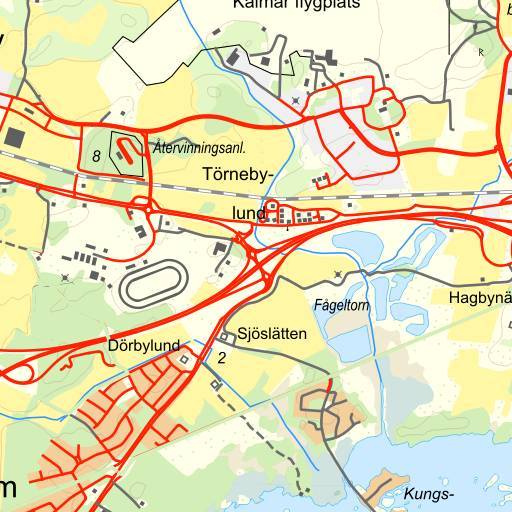 Kalmar flygplats
8
Återvinningsanl.
Törneby-
lund
Fågeltorn
Hagbynä
Dörbylund
Sjöslätten
2
m
Kungs-